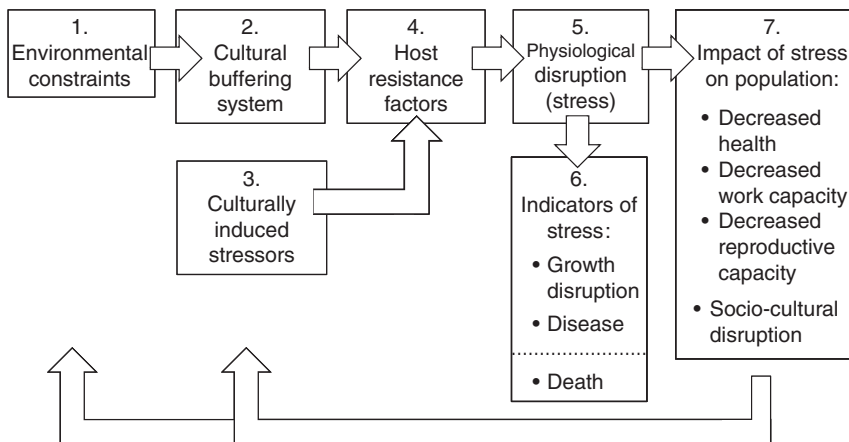 1.
Environmental
constraints
2.
Cultural
buffering
system
3.
Culturally
induced
stressors
4.
Host
resistance
factors
5.
Physiological
disruption
(stress)
6.
Indicators of
stress:
• Growth
disruption
• Disease
• Death
7.
Impact of stress
on population:
• Decreased
health
• Decreased
work capacity
• Decreased
reproductive
capacity
• Socio-cultural
disruption